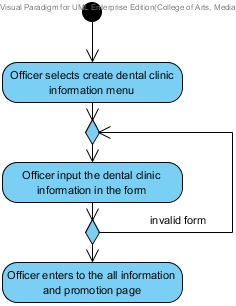 Visual Paradigm for UML Enterprise Edition(College of Arts, Media
Officer selects create dental clinic
information menu
Officer input the dental clinic
information in the form
invalid form
Officer enters to the all information
and promotion page